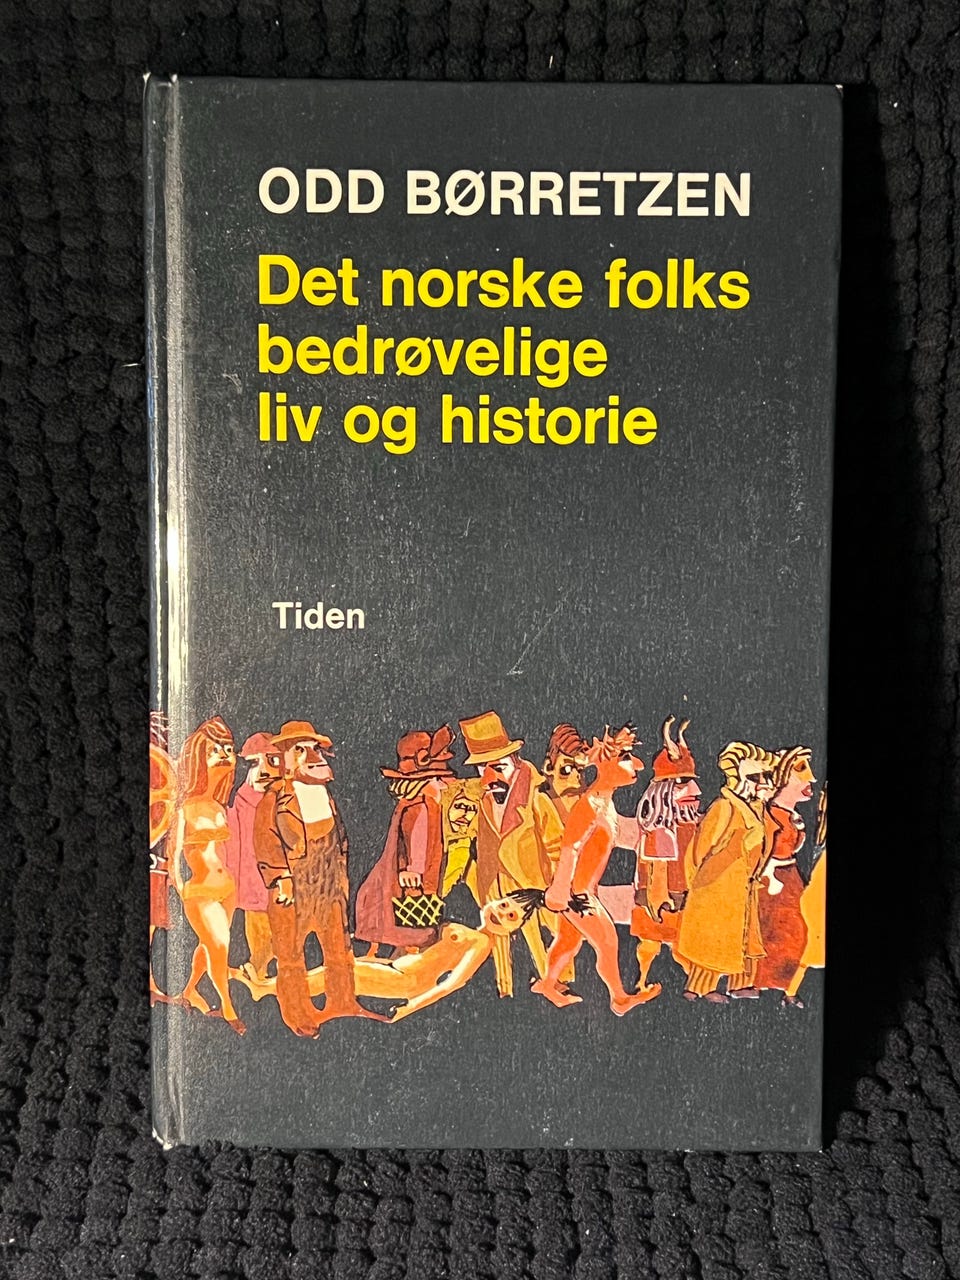 ODD BØRRETZEN
Det norske folks
bedrøvelige
liv og historie
Tiden